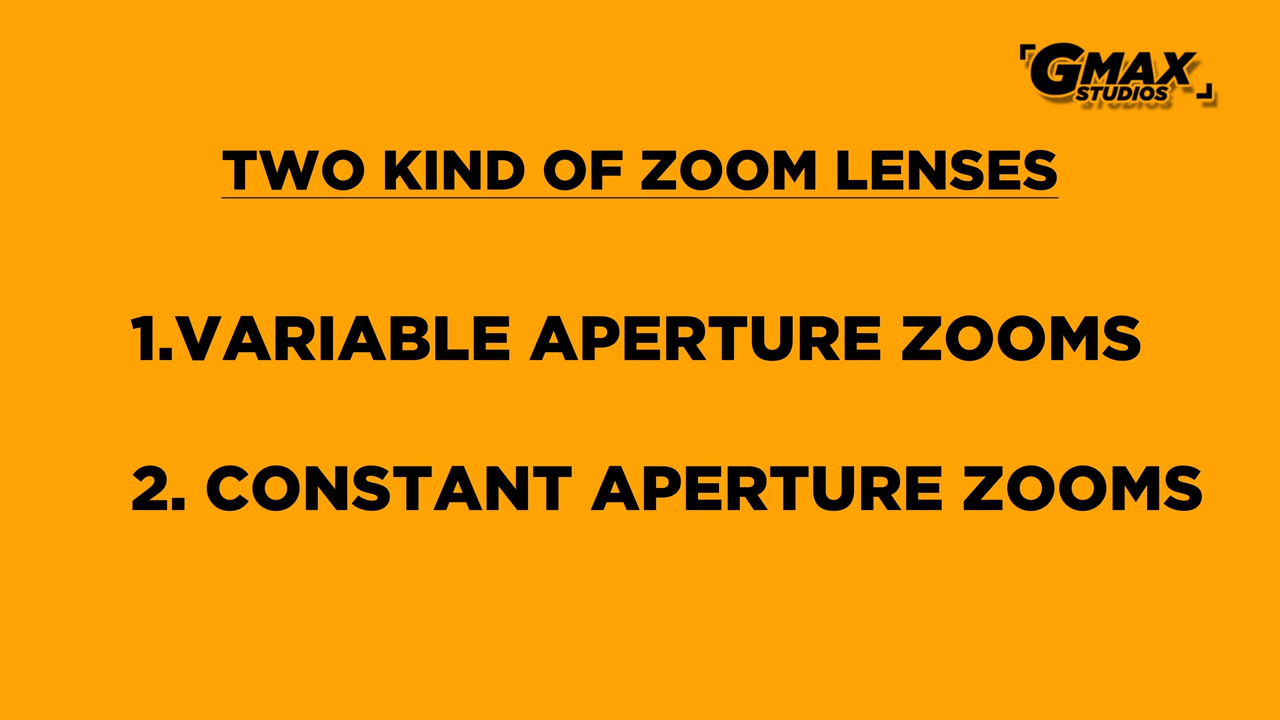 GMAX
STUDIOS
TWO KIND OF ZOOM LENSES
1.VARIABLE APERTURE ZOOMS
2. CONSTANT APERTURE ZOOMS